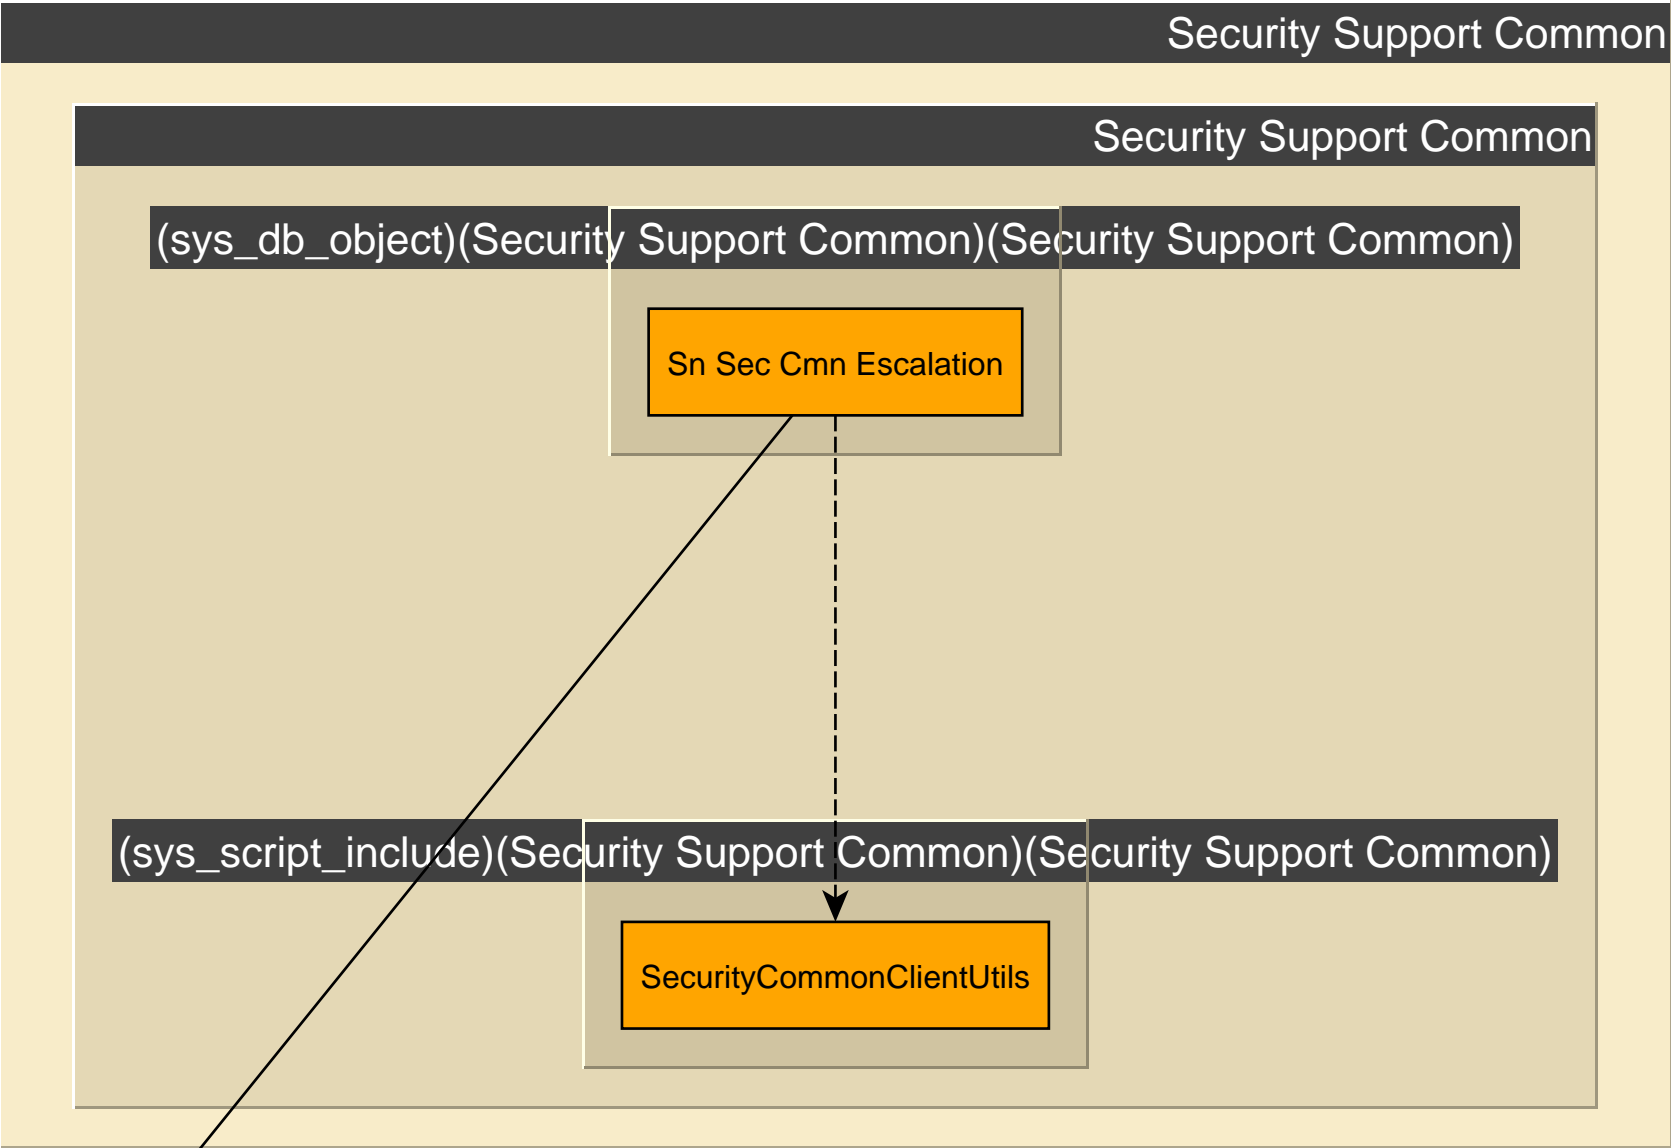 Security Support Common
Security Support Common
(sys_db_object)(Security Support Common)(Security Support Common)
Sn Sec Cmn Escalation
(sys_script_include)(Security Support Common)(Security Support Common)
SecurityCommonClientUtils